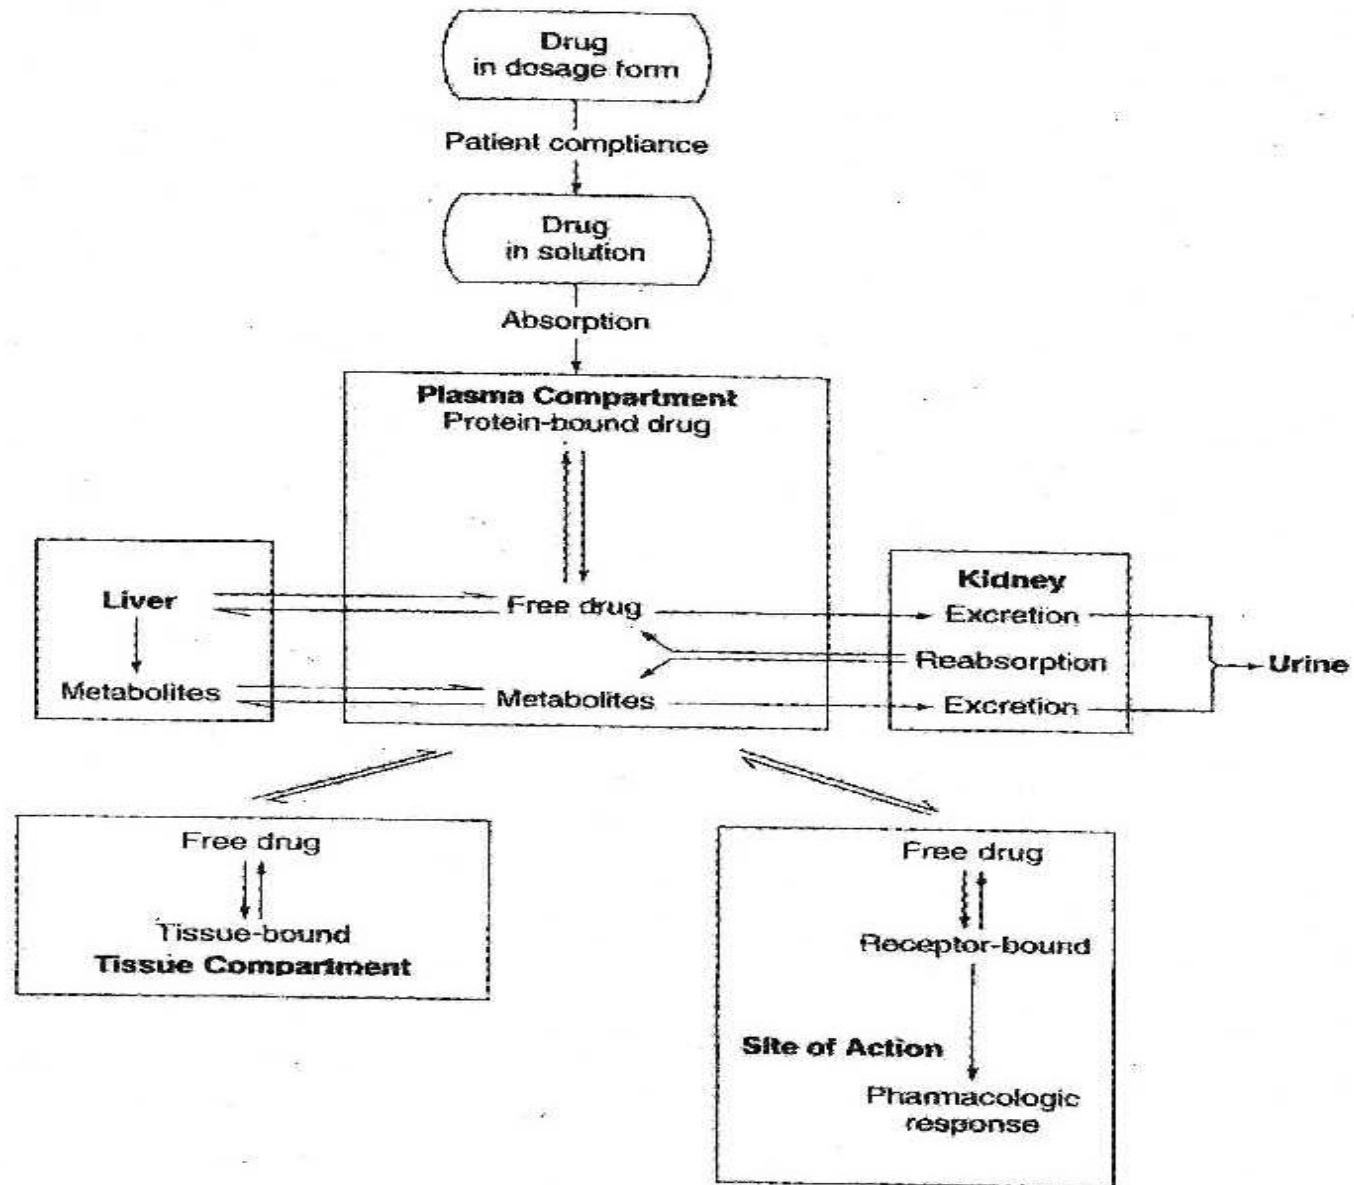 Drug
in dosage form
Patient compliance
Drug
in solution
Absorption
Plasma Compartment
Protein-bound drug
Liver
Free drug
Metabolites
Metabolites
Kidney
Excretion
Reabsorption
Excretion
Urine
Free drug
Tissue-bound
Tissue Compartment
Free drug
Receptor-bound
Site of Action
Pharmacologic
response